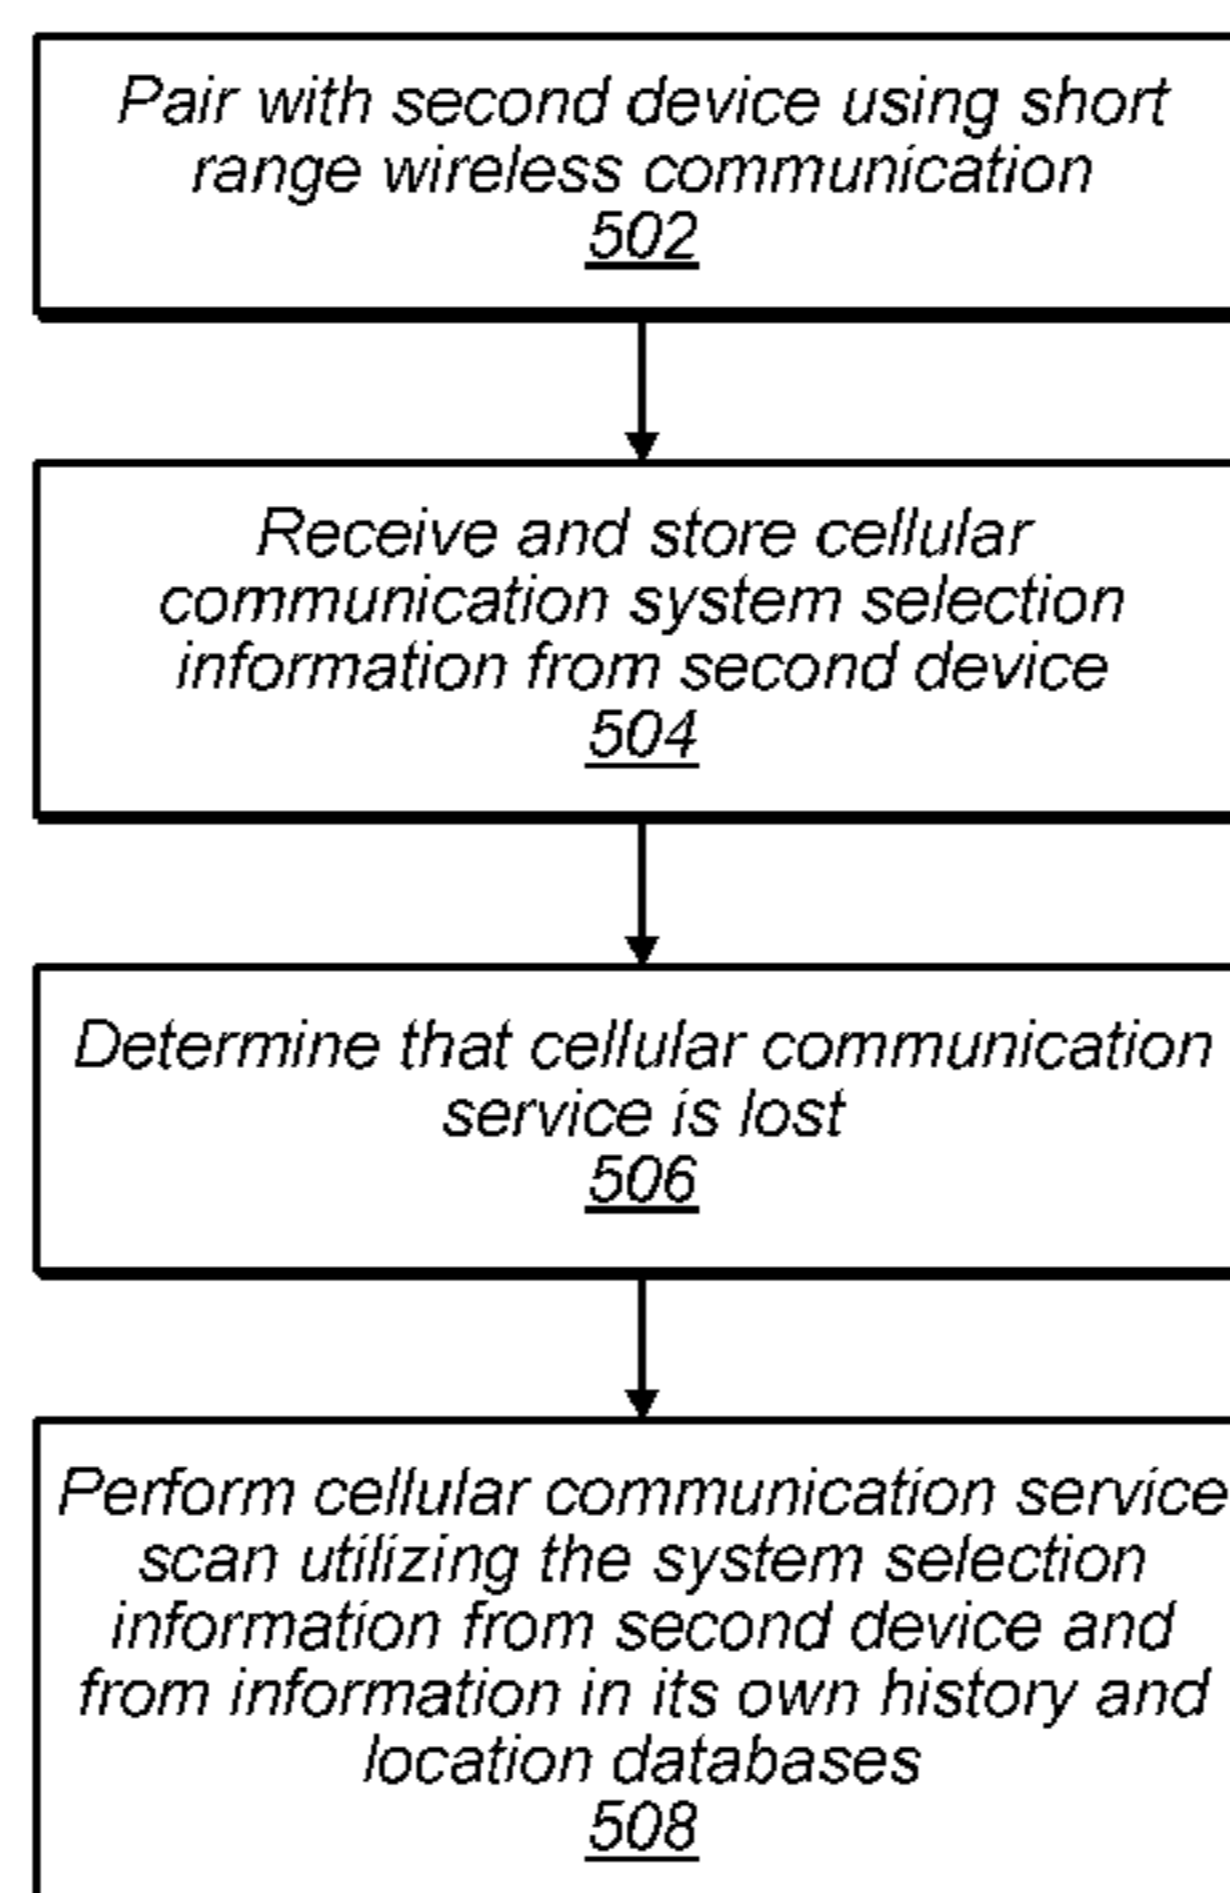 Pair with second device using short
range wireless communication
502
Receive and store cellular
communication system selection
information from second device
504
Determine that cellular communication
service is lost
506
Perform cellular communication service
scan utilizing the system selection
information from second device and
from information in its own history and
location databases
508